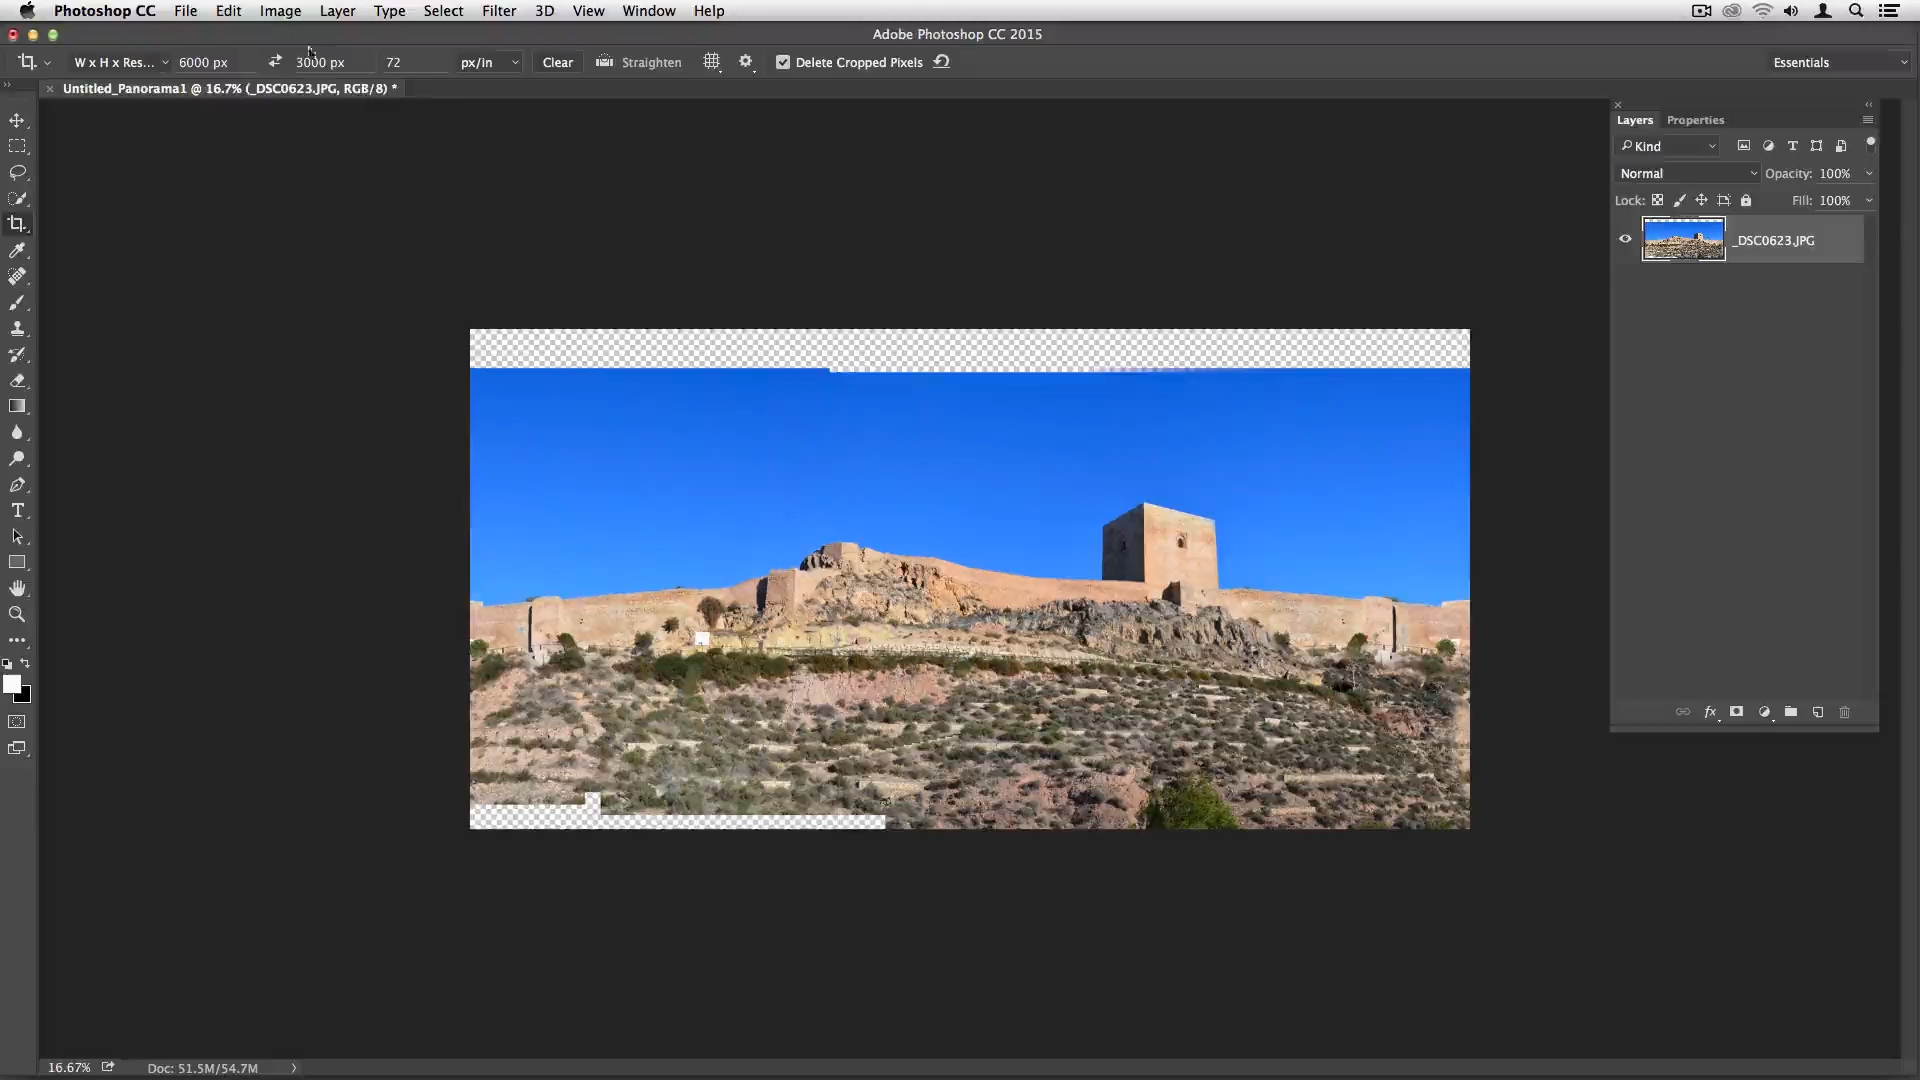 Photoshop CC File Edit Image Layer Type Select Filter 3D View Window Help
Adobe Photoshop CC 2015
W x H x Res... 6000 px 3000 px 72 px/in Clear Straighten Delete Cropped Pixels Essentials
Untitled_Panorama1 @ 16.7% (_DSC0623.JPG, RGB/8) *
Layers Properties
Kind
Normal Opacity: 100%
Lock: Fill: 100%
_DSC0623.JPG
fx
16.67% Doc: 51.5M/54.7M